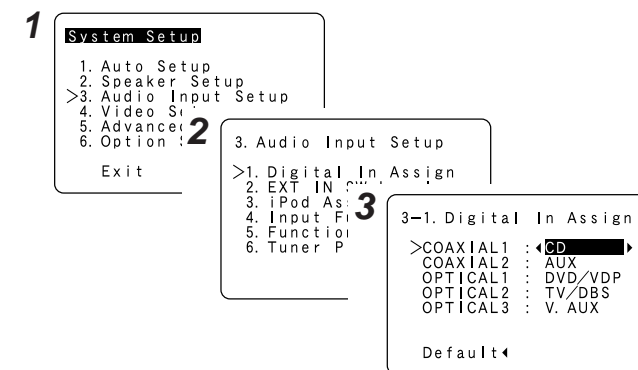 1
System Setup
1. Auto Setup
2. Speaker Setup
>3. Audio Input Setup
4. Video
5. Advanced
6. Option
Exit
2
3. Audio Input Setup
>1. Digital In Assign
2. EXT IN
3. iPod
4. Input
5. Function
6. Tuner P
3
3-1. Digital In Assign
>COAXIAL1 : ◀CD▶
COAXIAL2 : AUX
OPTICAL1 : DVD/VDP
OPTICAL2 : TV/DBS
OPTICAL3 : V. AUX
Default◀